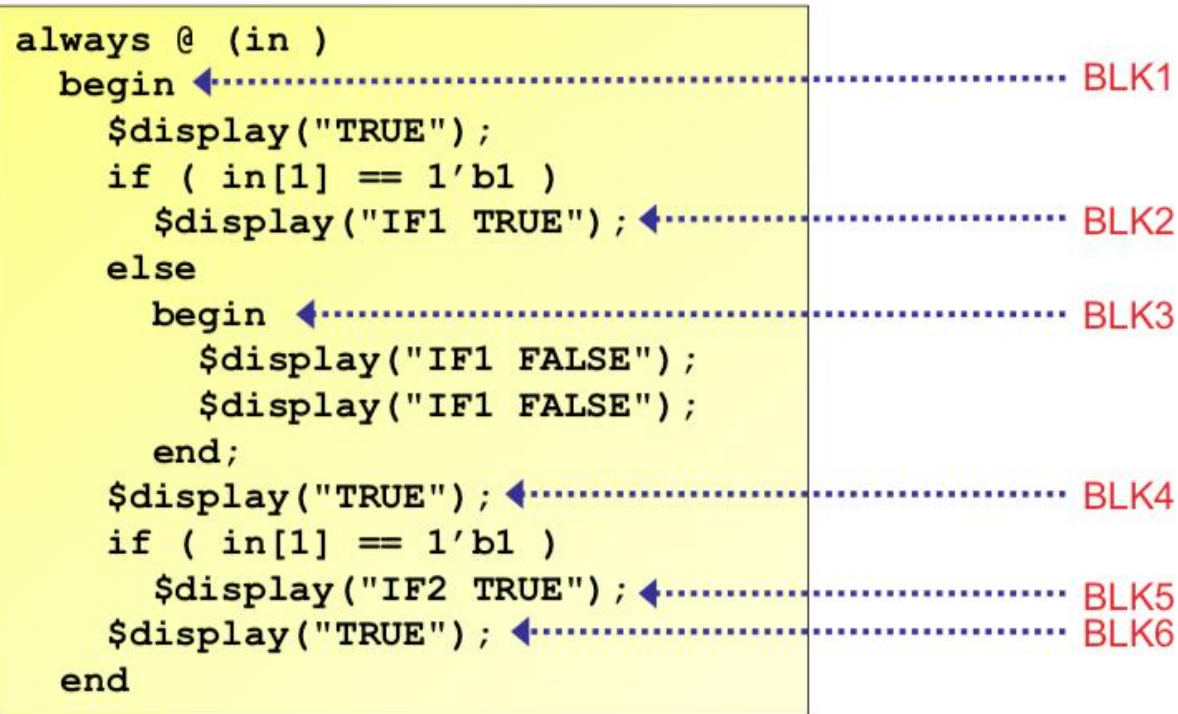 always @ (in )
begin
BLK1
$display("TRUE");
if ( in[1] == 1′b1 )
$display("IF1 TRUE");
BLK2
else
begin
BLK3
$display("IF1 FALSE");
$display("IF1 FALSE");
end;
$display("TRUE");
BLK4
if ( in[1] == 1′b1 )
$display("IF2 TRUE");
BLK5
$display("TRUE");
BLK6
end